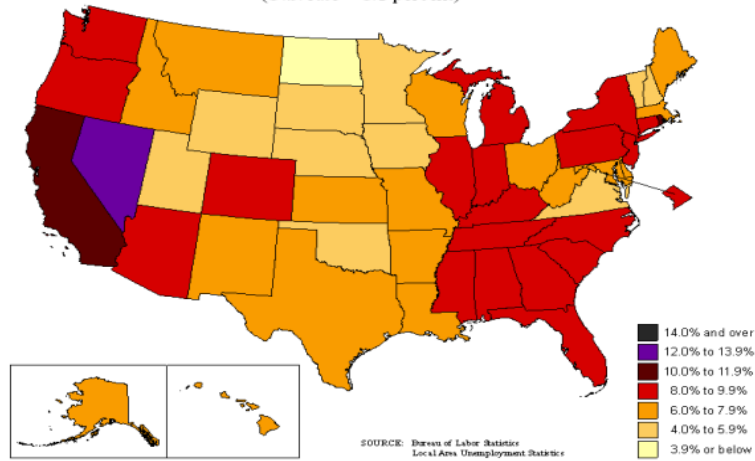 14.0% and over
12.0% to 13.9%
10.0% to 11.9%
8.0% to 9.9%
6.0% to 7.9%
4.0% to 5.9%
3.9% or below
SOURCE: Bureau of Labor Statistics
Local Area Unemployment Statistics